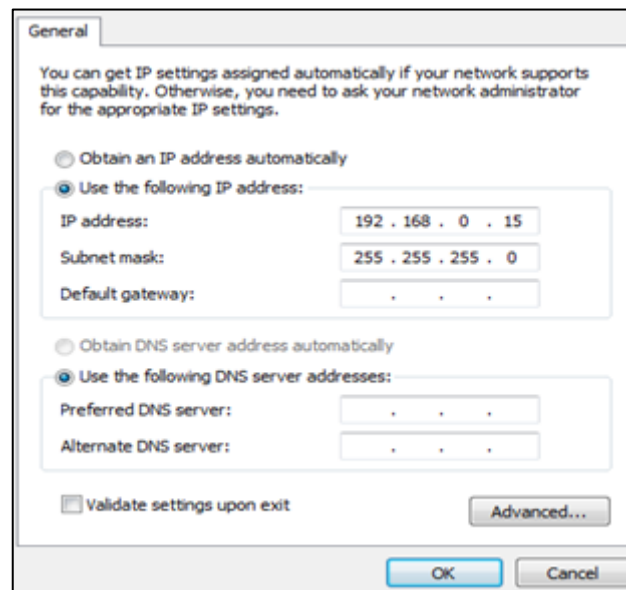 General
You can get IP settings assigned automatically if your network supports
this capability. Otherwise, you need to ask your network administrator
for the appropriate IP settings.
Obtain an IP address automatically
Use the following IP address:
IP address: 192 . 168 . 0 . 15
Subnet mask: 255 . 255 . 255 . 0
Default gateway: . . .
Obtain DNS server address automatically
Use the following DNS server addresses:
Preferred DNS server: . . .
Alternate DNS server: . . .
Validate settings upon exit
Advanced...
OK Cancel